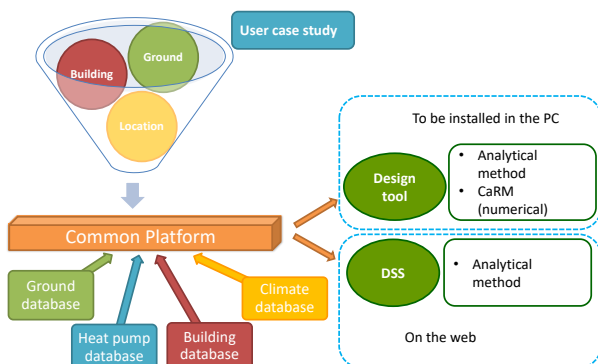 User case study
Ground
Building
Location
To be installed in the PC
Design
tool
• Analytical
method
• CaRM
(numerical)
Common Platform
DSS
• Analytical
method
On the web
Ground
database
Heat pump
database
Building
database
Climate
database